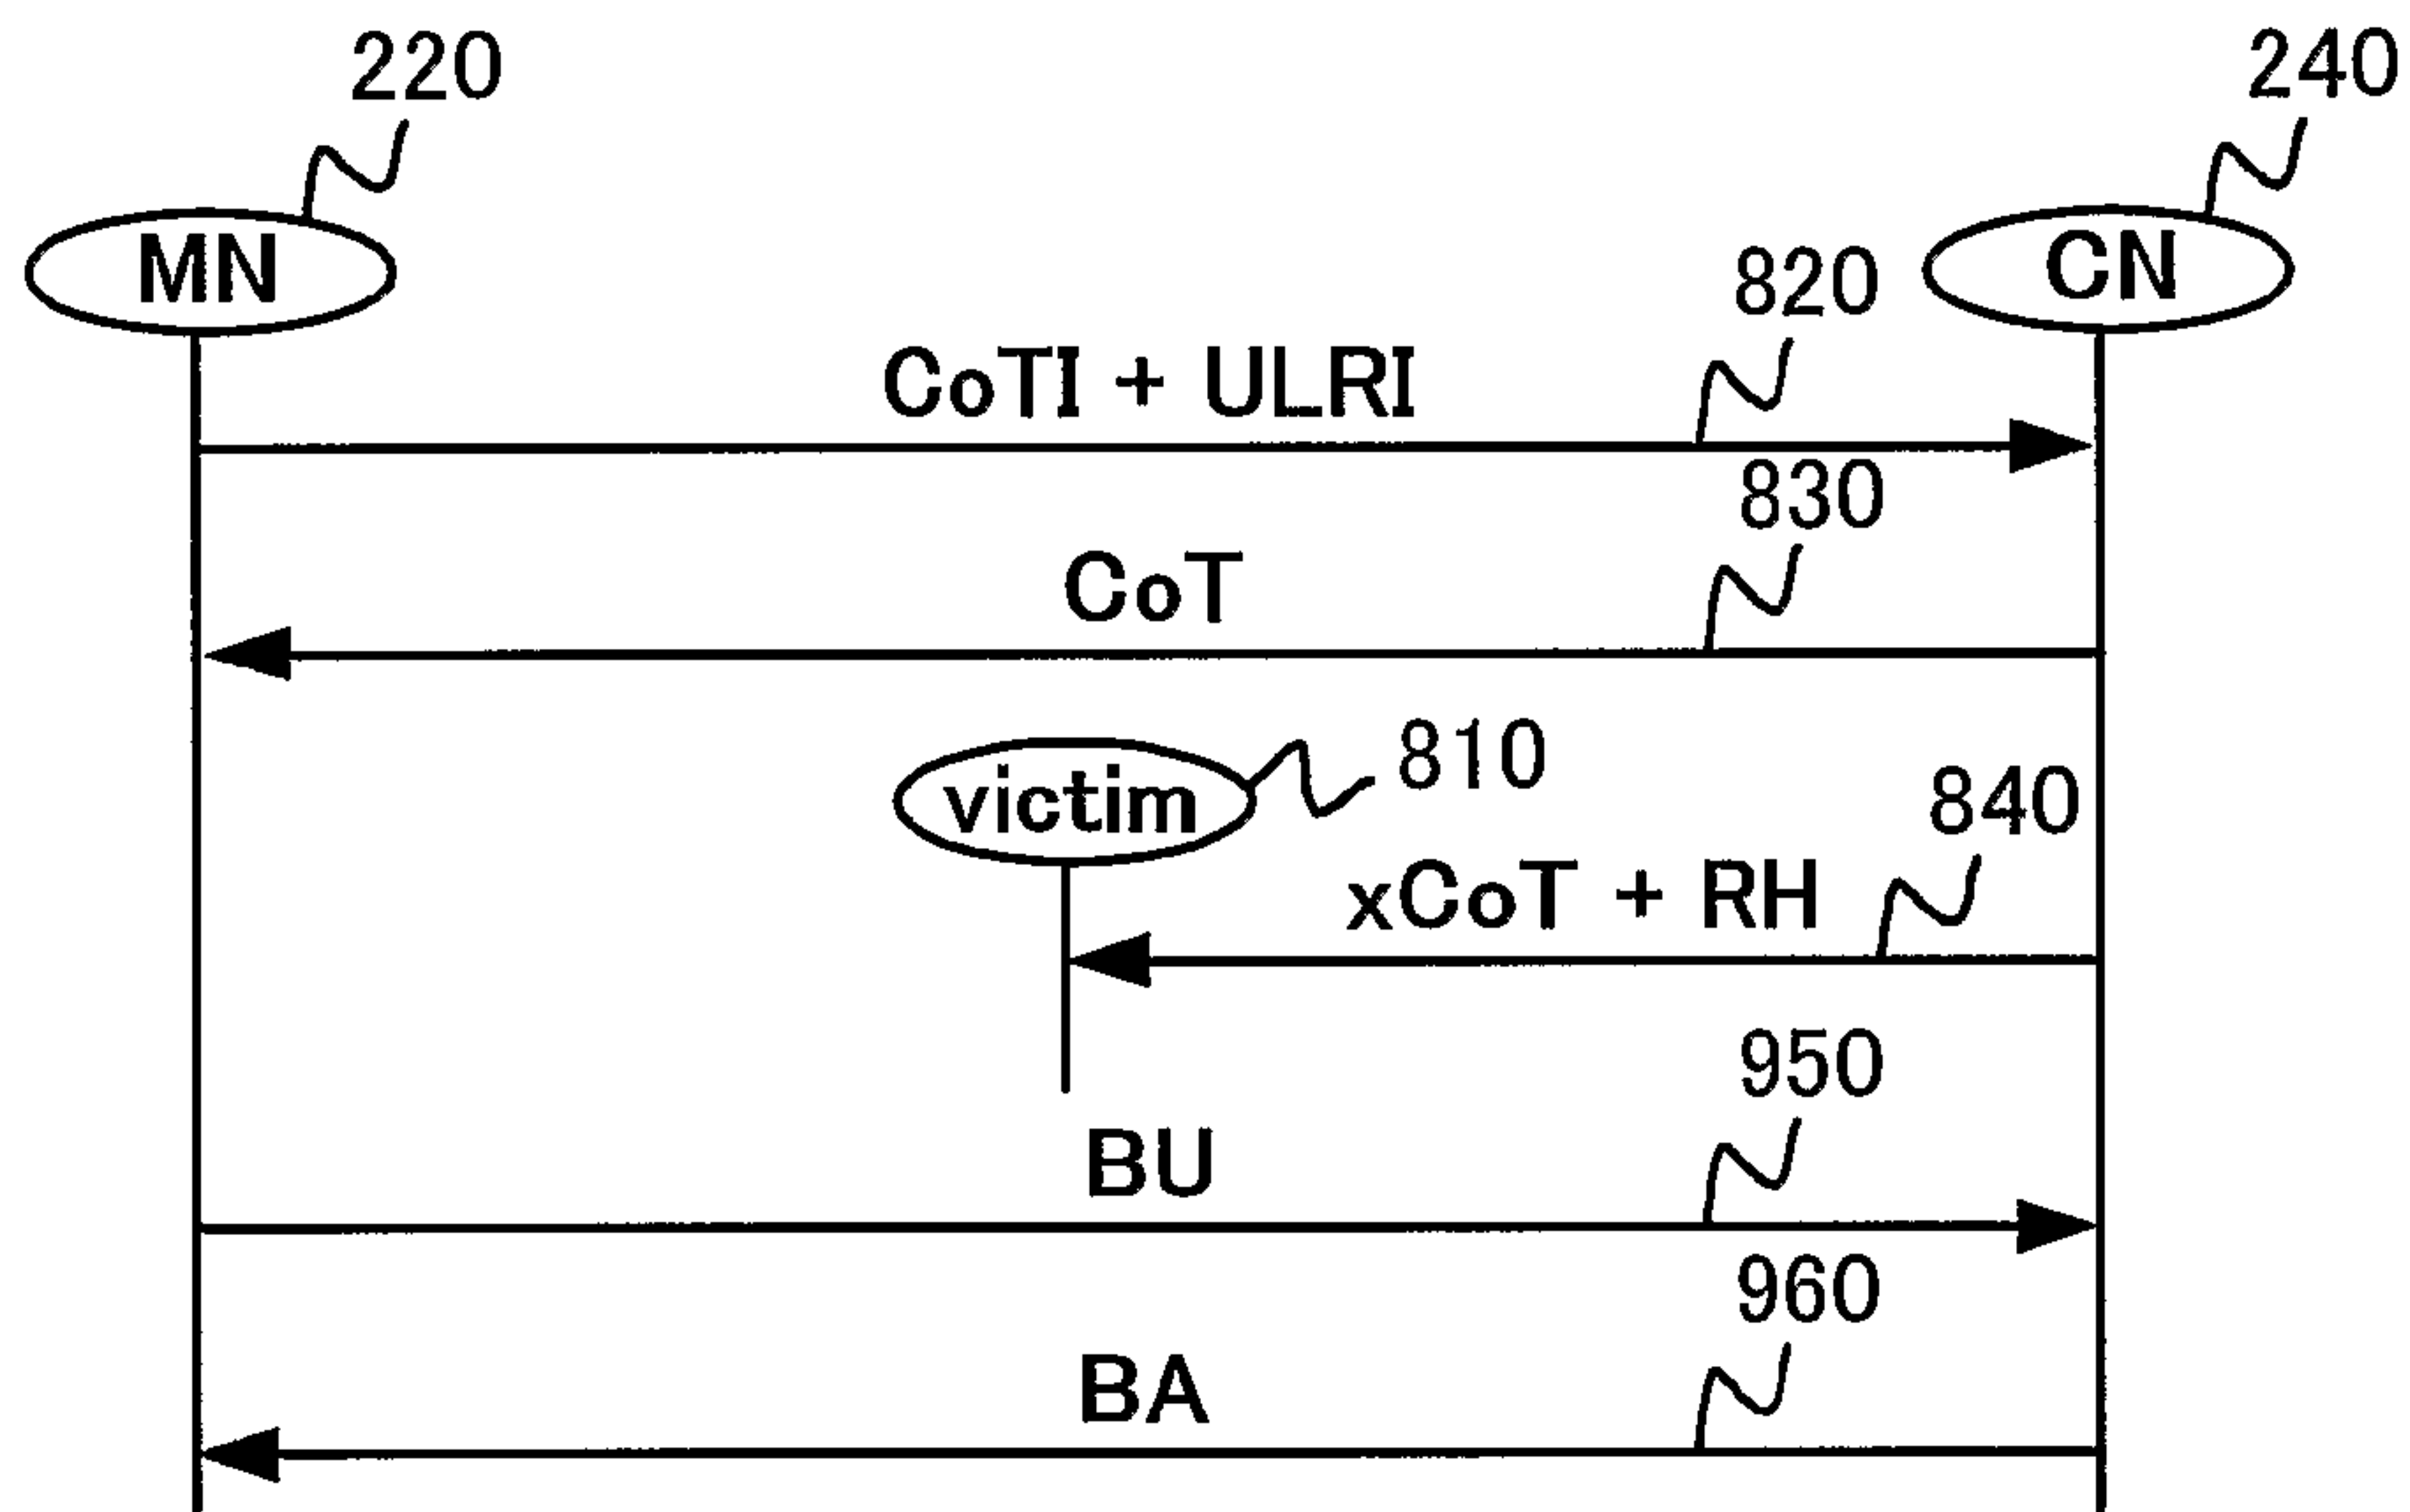 220
240
MN
CN
820
CoTI + ULRI
830
CoT
810
victim
840
xCoT + RH
950
BU
960
BA